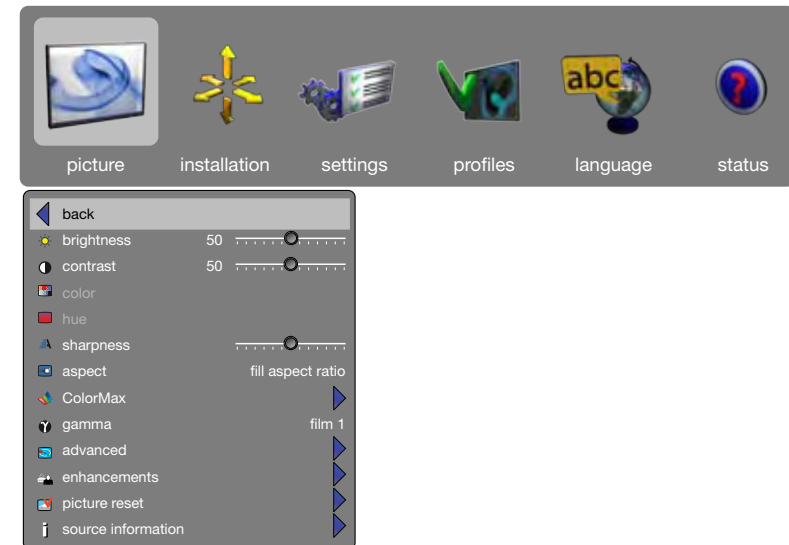 abc
picture installation settings profiles language status
back
brightness 50
contrast 50
color
hue
sharpness
aspect fill aspect ratio
ColorMax
gamma film 1
advanced
enhancements
picture reset
source information